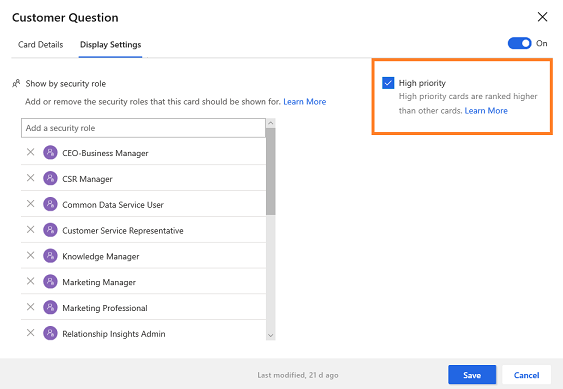 Customer Question
Card Details
Display Settings
On
Show by security role
Add or remove the security roles that this card should be shown for. Learn More
Add a security role
CEO-Business Manager
CSR Manager
Common Data Service User
Customer Service Representative
Knowledge Manager
Marketing Manager
Marketing Professional
Relationship Insights Admin
High priority
High priority cards are ranked higher
than other cards. Learn More
Last modified, 21 d ago
Save
Cancel